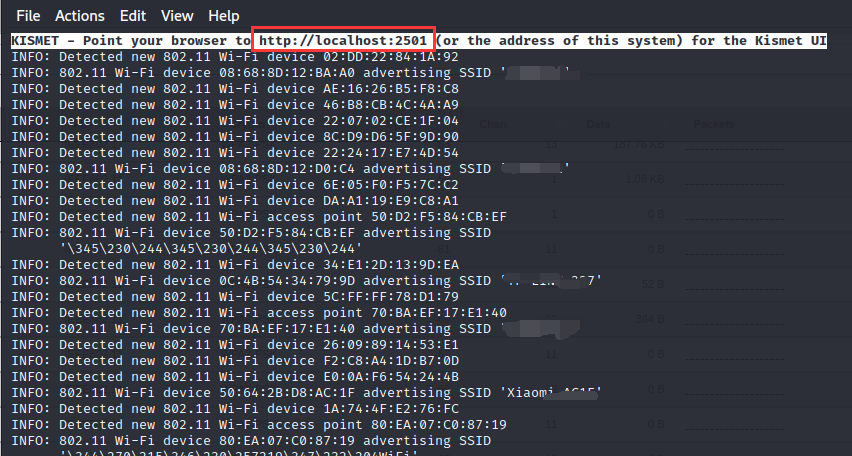 File Actions Edit View Help
KISMET - Point your browser to http://localhost:2501 (or the address of this system) for the Kismet UI
INFO: Detected new 802.11 Wi-Fi device 02:DD:22:84:1A:92
INFO: 802.11 Wi-Fi device 08:68:8D:12:BA:A0 advertising SSID '
INFO: Detected new 802.11 Wi-Fi device AE:16:26:B5:F8:C8
INFO: Detected new 802.11 Wi-Fi device 46:B8:CB:4C:4A:A9
INFO: Detected new 802.11 Wi-Fi device 22:07:02:CE:1F:04
INFO: Detected new 802.11 Wi-Fi device 8C:D9:D6:5F:9D:90
INFO: Detected new 802.11 Wi-Fi device 22:24:17:E7:4D:54
INFO: 802.11 Wi-Fi device 08:68:8D:12:D0:C4 advertising SSID ' '
INFO: Detected new 802.11 Wi-Fi device 6E:05:F0:F5:7C:C2
INFO: Detected new 802.11 Wi-Fi device DA:A1:19:E9:C8:A1
INFO: Detected new 802.11 Wi-Fi access point 50:D2:F5:84:CB:EF
INFO: 802.11 Wi-Fi device 50:D2:F5:84:CB:EF advertising SSID
'\345\230\244\345\230\244\345\230\244'
INFO: Detected new 802.11 Wi-Fi device 34:E1:2D:13:9D:EA
INFO: 802.11 Wi-Fi device 0C:4B:54:34:79:9D advertising SSID
INFO: Detected new 802.11 Wi-Fi device 5C:FF:FF:78:D1:79
INFO: Detected new 802.11 Wi-Fi access point 70:BA:EF:17:E1:40
INFO: 802.11 Wi-Fi device 70:BA:EF:17:E1:40 advertising SSID '
INFO: Detected new 802.11 Wi-Fi device 26:09:89:14:53:E1
INFO: Detected new 802.11 Wi-Fi device F2:C8:A4:1D:B7:0D
INFO: Detected new 802.11 Wi-Fi device E0:0A:F6:54:24:4B
INFO: 802.11 Wi-Fi device 50:64:2B:D8:AC:1F advertising SSID 'Xiaomi
INFO: Detected new 802.11 Wi-Fi device 1A:74:4F:E2:76:FC
INFO: Detected new 802.11 Wi-Fi access point 80:EA:07:C0:87:19
INFO: 802.11 Wi-Fi device 80:EA:07:C0:87:19 advertising SSID